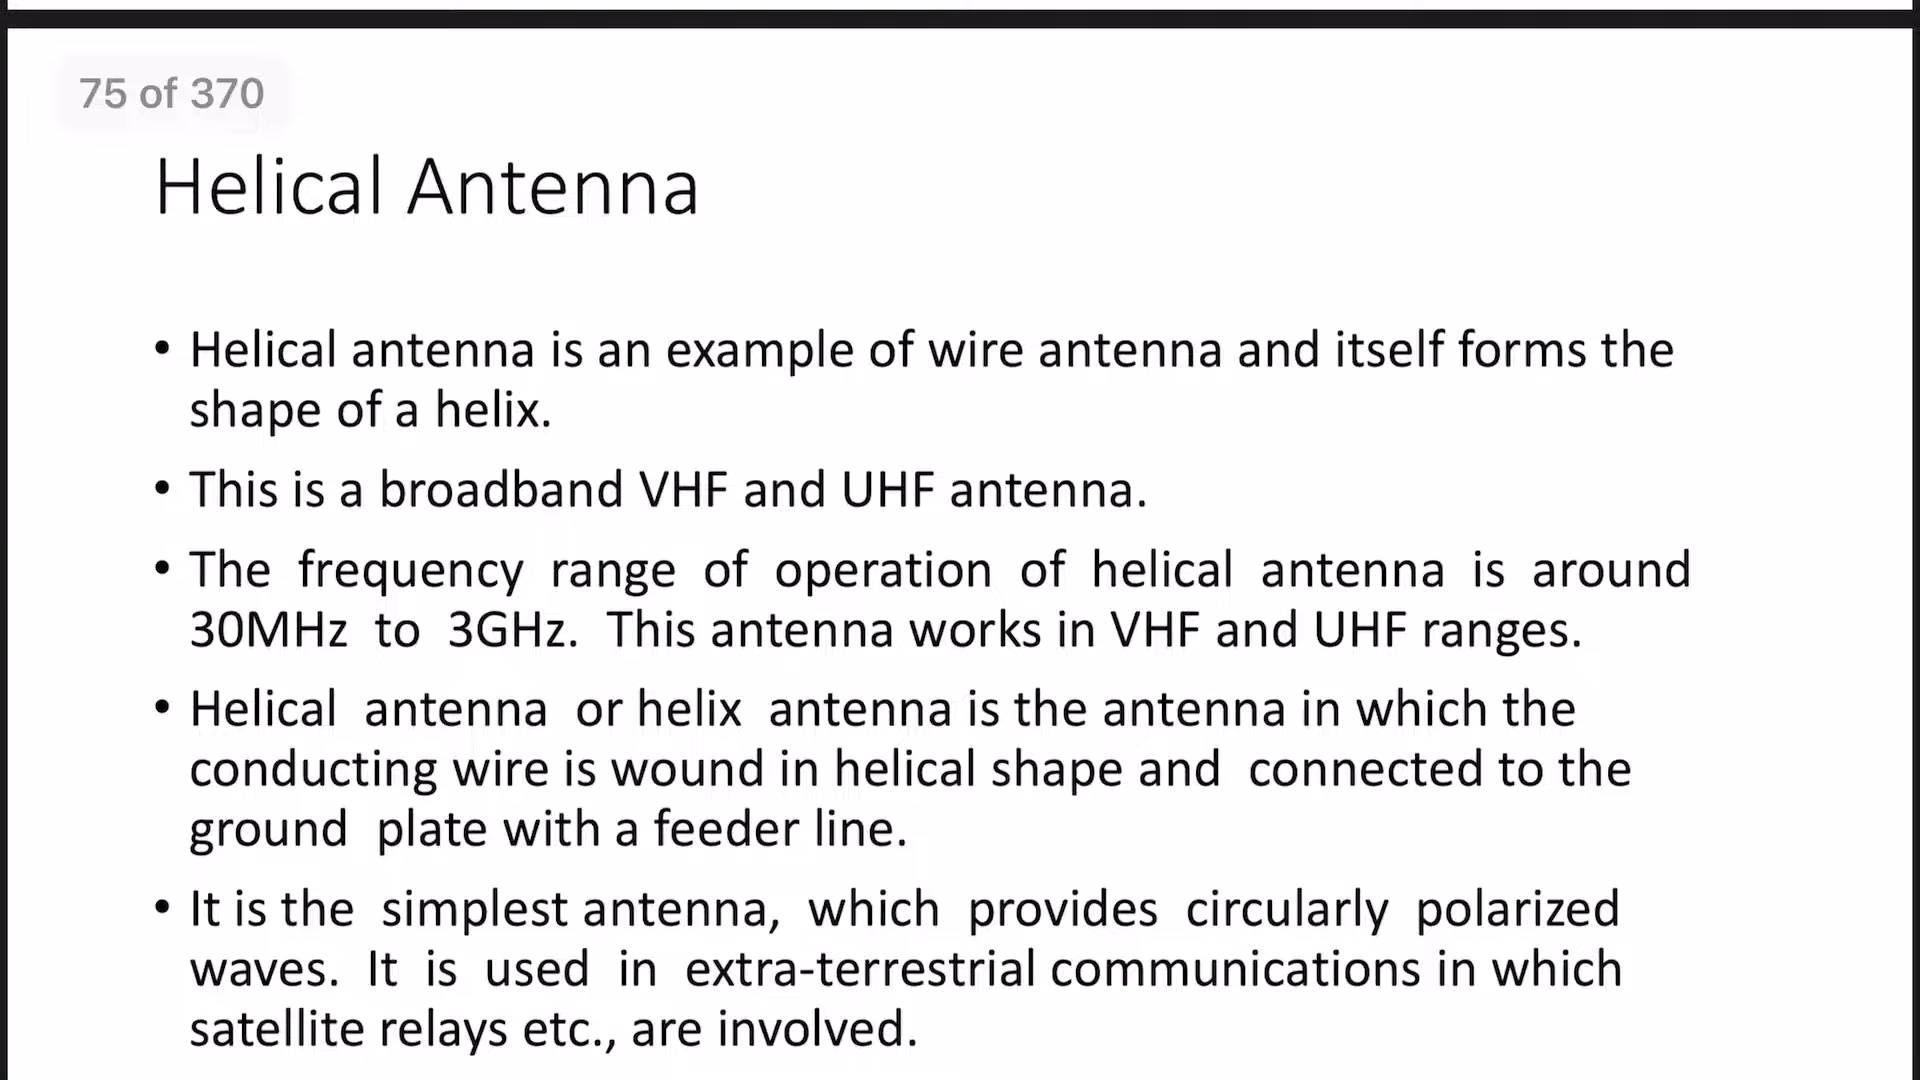 75 of 370
Helical Antenna
• Helical antenna is an example of wire antenna and itself forms the
shape of a helix.
• This is a broadband VHF and UHF antenna.
• The frequency range of operation of helical antenna is around
30MHz to 3GHz. This antenna works in VHF and UHF ranges.
• Helical antenna or helix antenna is the antenna in which the
conducting wire is wound in helical shape and connected to the
ground plate with a feeder line.
• It is the simplest antenna, which provides circularly polarized
waves. It is used in extra-terrestrial communications in which
satellite relays etc., are involved.